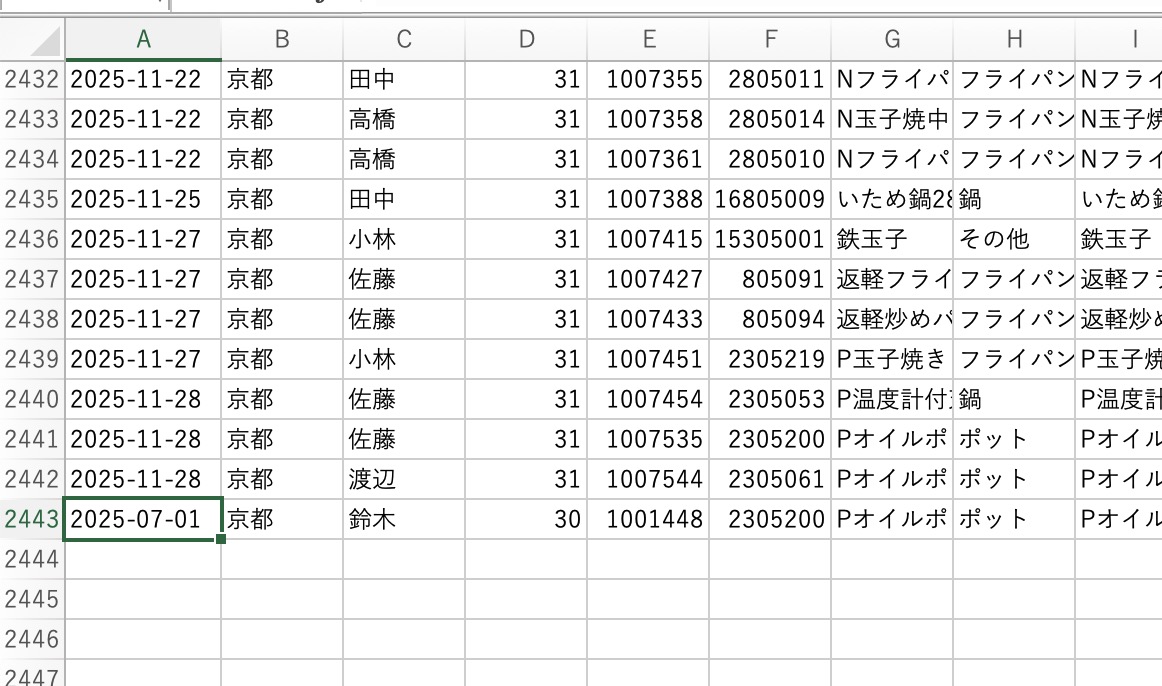 A B C D E F G H I
2432 2025-11-22 京都 田中 31 1007355 2805011 Nフライパ フライパン Nフライ
2433 2025-11-22 京都 高橋 31 1007358 2805014 N玉子焼中 フライパン N玉子焼
2434 2025-11-22 京都 高橋 31 1007361 2805010 Nフライパ フライパン Nフライ
2435 2025-11-25 京都 田中 31 1007388 16805009 いため鍋28 鍋 いため鍋
2436 2025-11-27 京都 小林 31 1007415 15305001 鉄玉子 その他 鉄玉子
2437 2025-11-27 京都 佐藤 31 1007427 805091 返軽フライ フライパン 返軽フラ
2438 2025-11-27 京都 佐藤 31 1007433 805094 返軽炒めパ フライパン 返軽炒め
2439 2025-11-27 京都 小林 31 1007451 2305219 P玉子焼き フライパン P玉子焼
2440 2025-11-28 京都 佐藤 31 1007454 2305053 P温度計付 鍋 P温度計
2441 2025-11-28 京都 佐藤 31 1007535 2305200 Pオイルポ ポット Pオイル
2442 2025-11-28 京都 渡辺 31 1007544 2305061 Pオイルポ ポット Pオイル
2443 2025-07-01 京都 鈴木 30 1001448 2305200 Pオイルポ ポット Pオイル
2444
2445
2446
2447